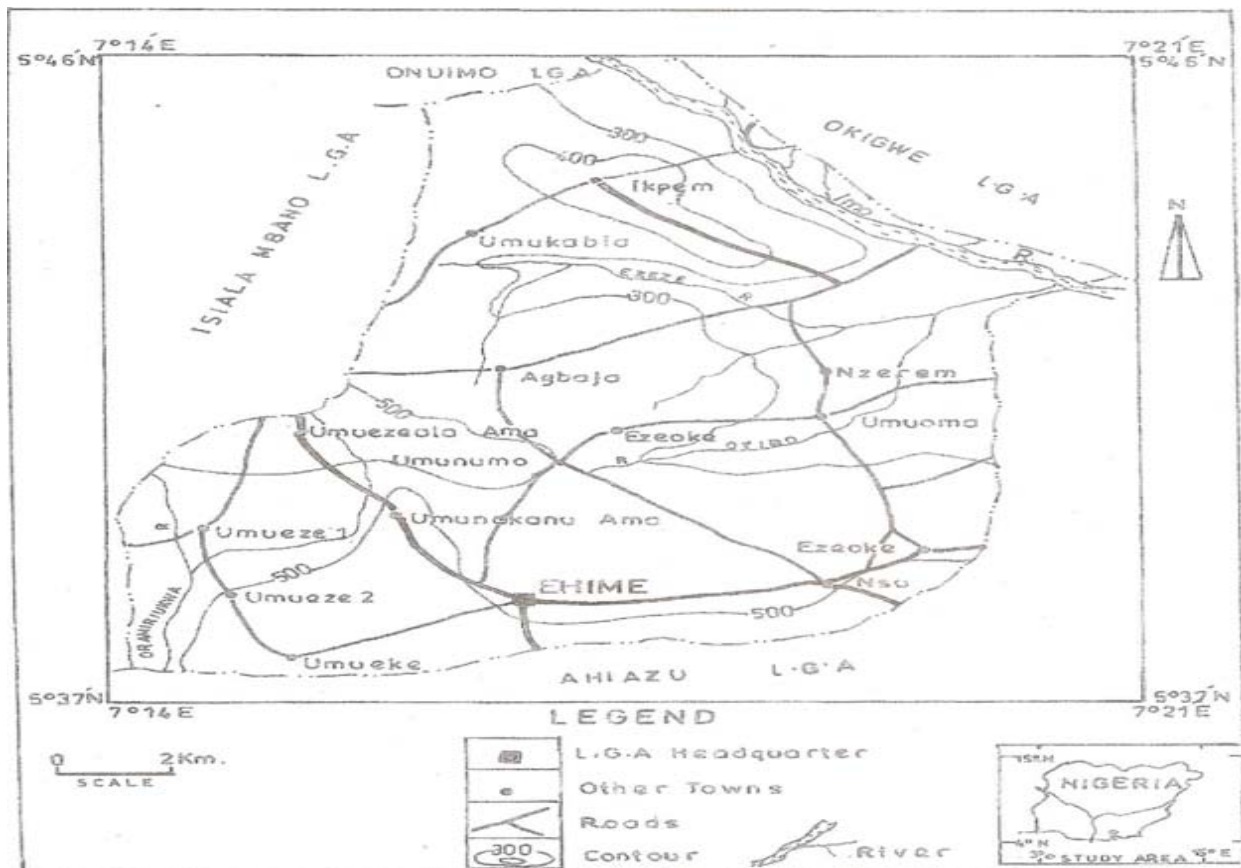 7°14'E
7°21'E
5°46'N
5°46'N
ONUIMO L.G.A
OKIGWE L.G.A
ISIALA MBANO L.G.A
300
400
Ikpem
Imo
R
Umukabia
EZEZE R
300
Agbaja
Nzerem
500
Umuezeala Ama
Ezeoke
Umuoma
Umunumo
R
Umunakanu Ama
R
Umueze 1
Ezeoke
500
EHIME
Nsu
Umueze 2
500
Umueke
AHIAZU L.G.A
5°37'N
5°37'N
7°14'E
7°21'E
LEGEND
0 2Km.
SCALE
L.G.A Headquarter
Other Towns
Roads
300
Contour
River
N
NIGERIA
4°N
STUDY AREA